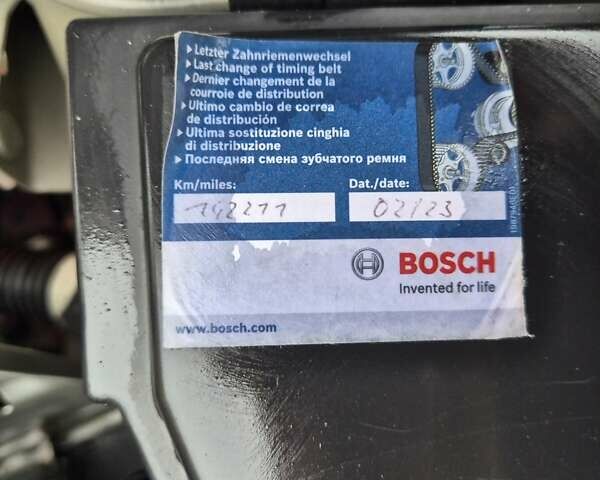 Letzter Zahnriemenwechsel
Last change of timing belt
Dernier changement de la
courroie de distribution
Ultimo cambio de correa
de distribución
Ultima sostituzione cinghia
di distribuzione
Последняя смена зубчатого ремня
Km/miles: Dat./date:
142211 02/23
BOSCH
Invented for life
www.bosch.com